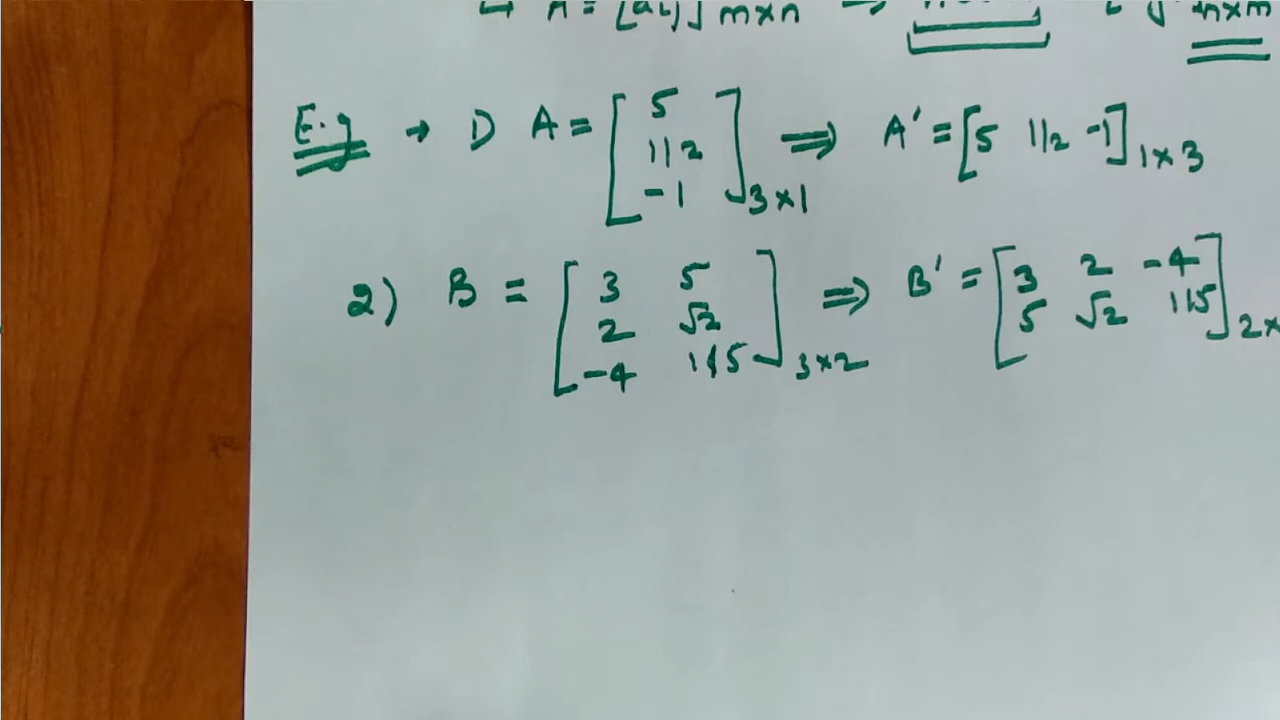 A = [aij] m×n ⇒ n×m
E.g → 1) A = [5 1/2 -1] 3×1 ⇒ A' = [5 1/2 -1] 1×3
2) B = [3 5 2 √2 -4 1/5] 3×2 ⇒ B' = [3 2 -4 5 √2 1/5] 2×